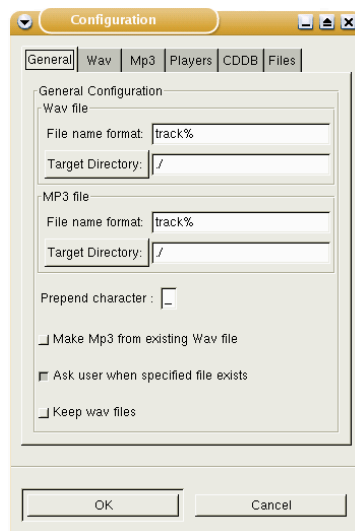 Configuration
General Wav Mp3 Players CDDB Files
General Configuration
Wav file
File name format: track%
Target Directory: ./
MP3 file
File name format: track%
Target Directory: ./
Prepend character : _
Make Mp3 from existing Wav file
Ask user when specified file exists
Keep wav files
OK Cancel